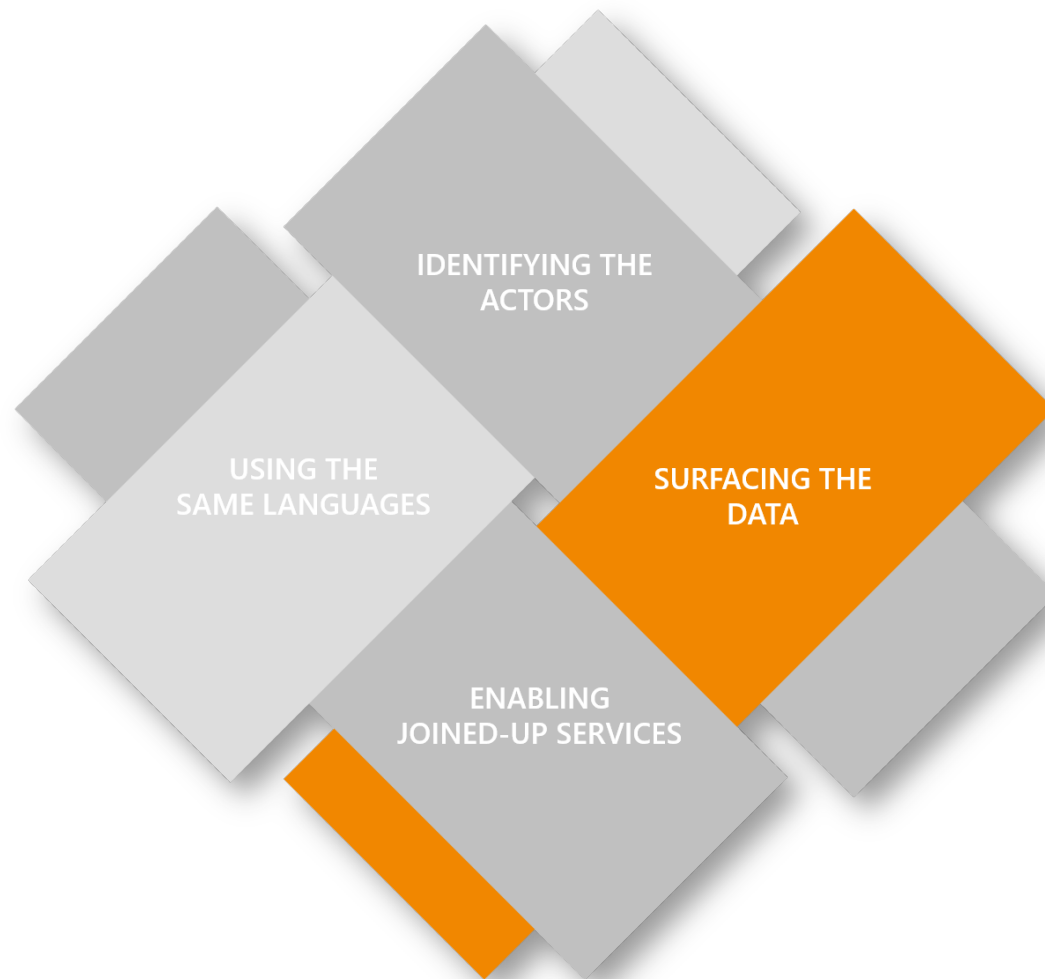 IDENTIFYING THE
ACTORS
USING THE
SAME LANGUAGES
SURFACING THE
DATA
ENABLING
JOINED-UP SERVICES